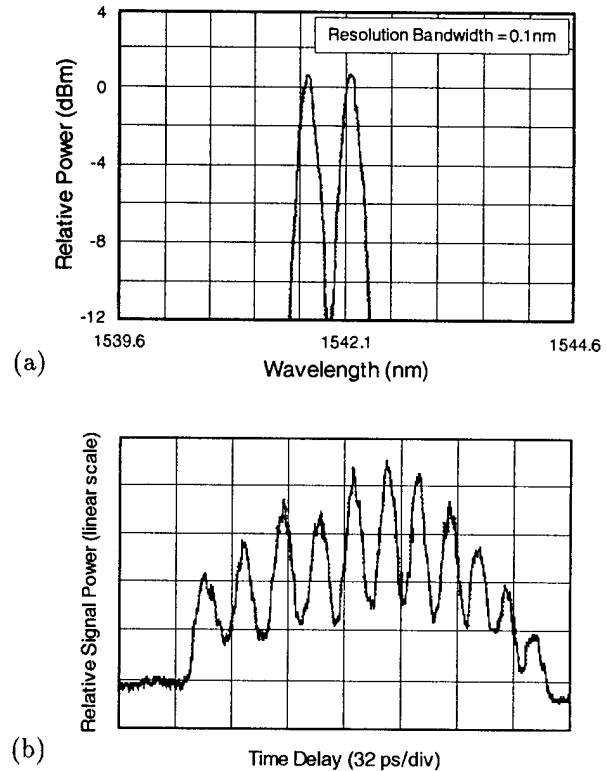 4
Resolution Bandwidth = 0.1nm
0
-4
-8
-12
Relative Power (dBm)
1539.6
1542.1
1544.6
(a)
Wavelength (nm)
Relative Signal Power (linear scale)
(b)
Time Delay (32 ps/div)